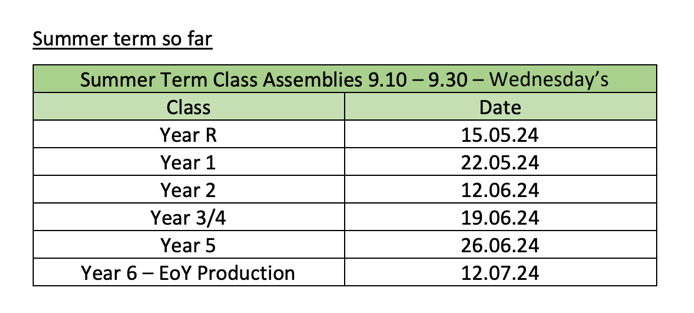 Summer term so far
Summer Term Class Assemblies 9.10 – 9.30 – Wednesday's
Class Date
Year R 15.05.24
Year 1 22.05.24
Year 2 12.06.24
Year 3/4 19.06.24
Year 5 26.06.24
Year 6 – EoY Production 12.07.24